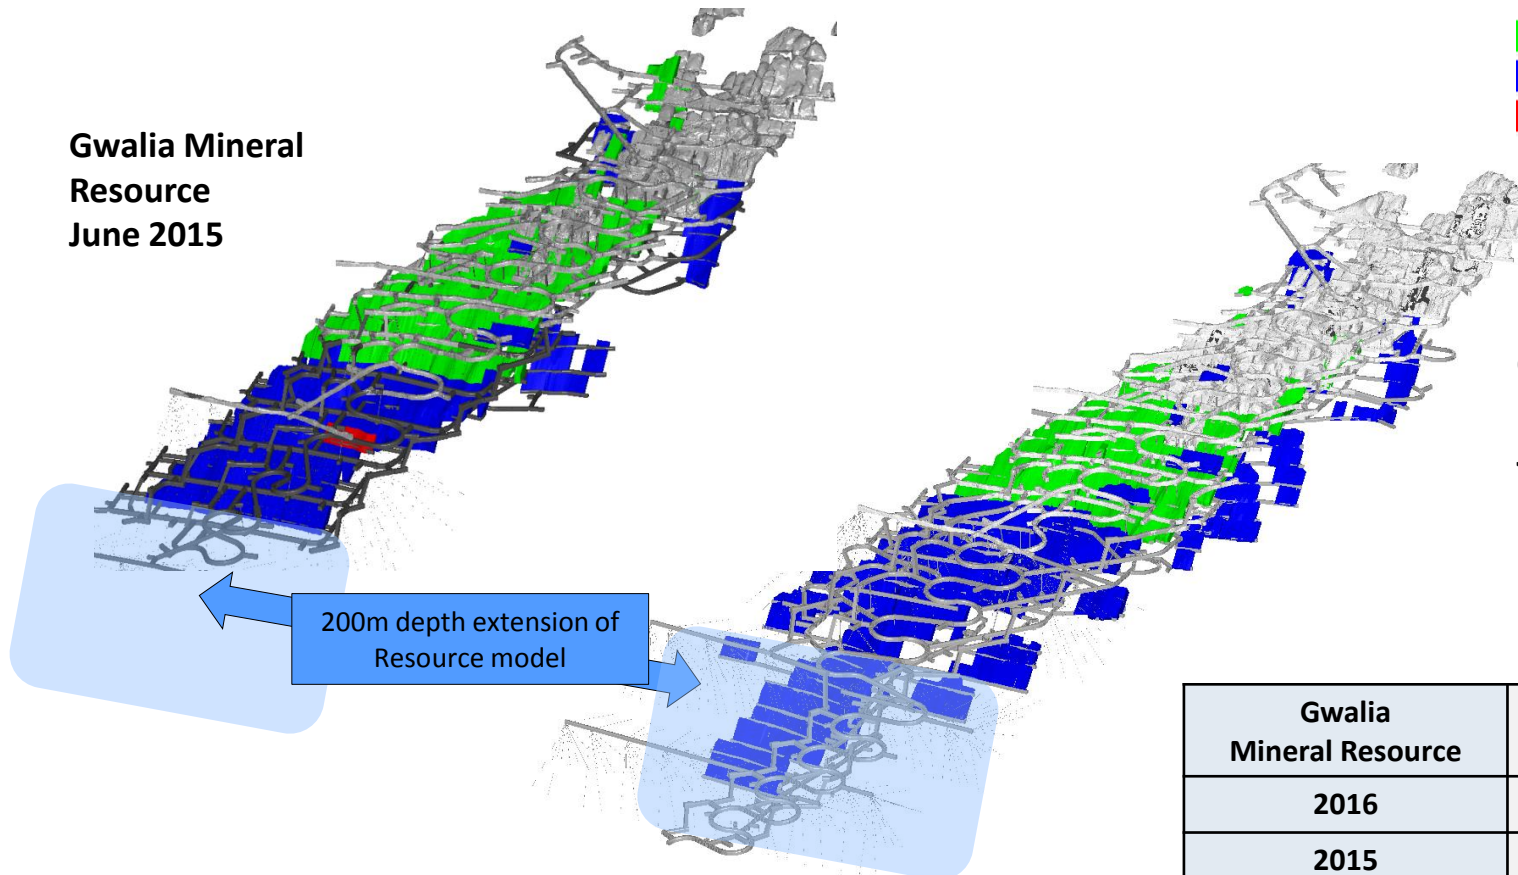 Gwalia Mineral
Resource
June 2015
200m depth extension of
Resource model
Gwalia
Mineral Resource
2016
2015